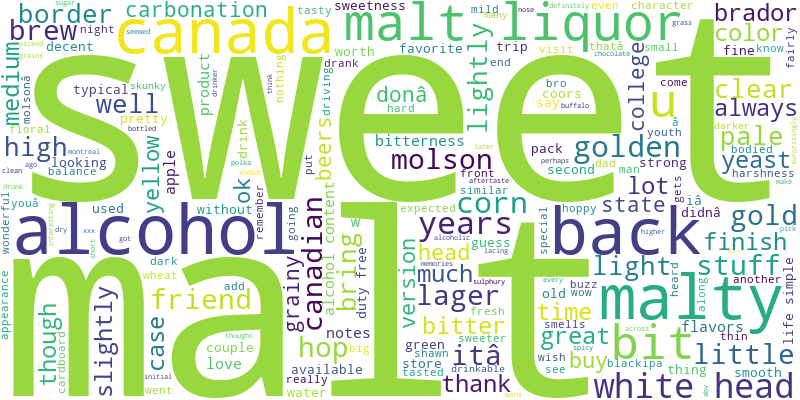 sweet
malt
alcohol
canada
malt liquor
back
malty
bit
border
carbonation
brew
medium
decent
typical
well
high
floral
looking
balance
yellow
apple
product
skunky
ok
sweetness
tasty
mild
many
nose
even
character
definitely
sugar
packed
grains
night
seemed
drinker
think
bottled
nothing
driving
beers
worth
favorite
trip
visit
thatâ
small
drank
end
donâ
hard
lightly
bitterness
molson
molsonâ
bro
coors
say
buffalo
college
u
golden
pack
front
similar
second
dad
man
youth
strong
lot
state
gets
iâ
didnâ
brador
color
fine
know
grass
chocolate
clear
come
always
darker
pale
bodied
yeast
harshness
fairly
surprisingly
make
perhaps
aftertaste
later
gold
finish
hoppy
special
expected
years
corn
w
canadian
grainy
bring
alcohol content
duty free
version
head
guess
much
lager
bitter
itâ
thank
hop
notes
available
really
water
big
green
shawn
store
tasted
drinkable
sweeter
fresh
smells
memories
alcoholic
lacing
sulphury
every
old
buzz
wow
wish
see
time
great
buy
blackipa
thing
across
spicy
warm
abv
light
heard
stuff
along
another
flavors
thin
little
smooth
white head
life simple
pick
higher
friend
dark
wheat
add
couple
love
case
slightly
though
cardboard
appearance
wonderful
youâ
used
without
remember
going
put
drink
pretty
montreal
clean
ago
drunk
polka
ended
interesting
dry
xxx
got
short
initial
went
thought